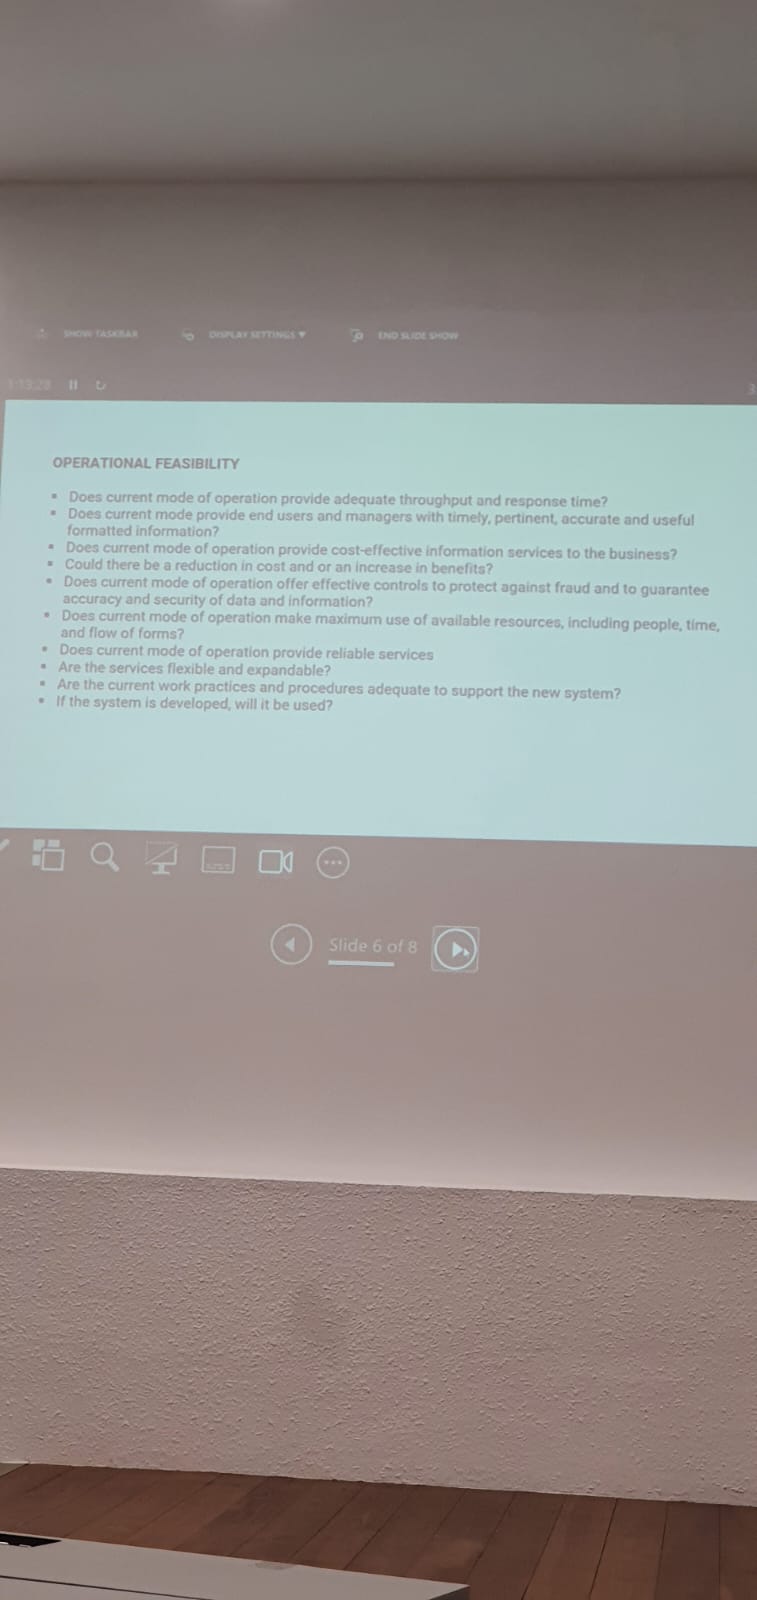 SHOW TASKBAR DISPLAY SETTINGS ▼ END SLIDE SHOW
1:13:28
3
OPERATIONAL FEASIBILITY
▪ Does current mode of operation provide adequate throughput and response time?
▪ Does current mode provide end users and managers with timely, pertinent, accurate and useful
formatted information?
▪ Does current mode of operation provide cost-effective information services to the business?
▪ Could there be a reduction in cost and or an increase in benefits?
▪ Does current mode of operation offer effective controls to protect against fraud and to guarantee
accuracy and security of data and information?
▪ Does current mode of operation make maximum use of available resources, including people, time,
and flow of forms?
▪ Does current mode of operation provide reliable services
▪ Are the services flexible and expandable?
▪ Are the current work practices and procedures adequate to support the new system?
▪ If the system is developed, will it be used?
Slide 6 of 8